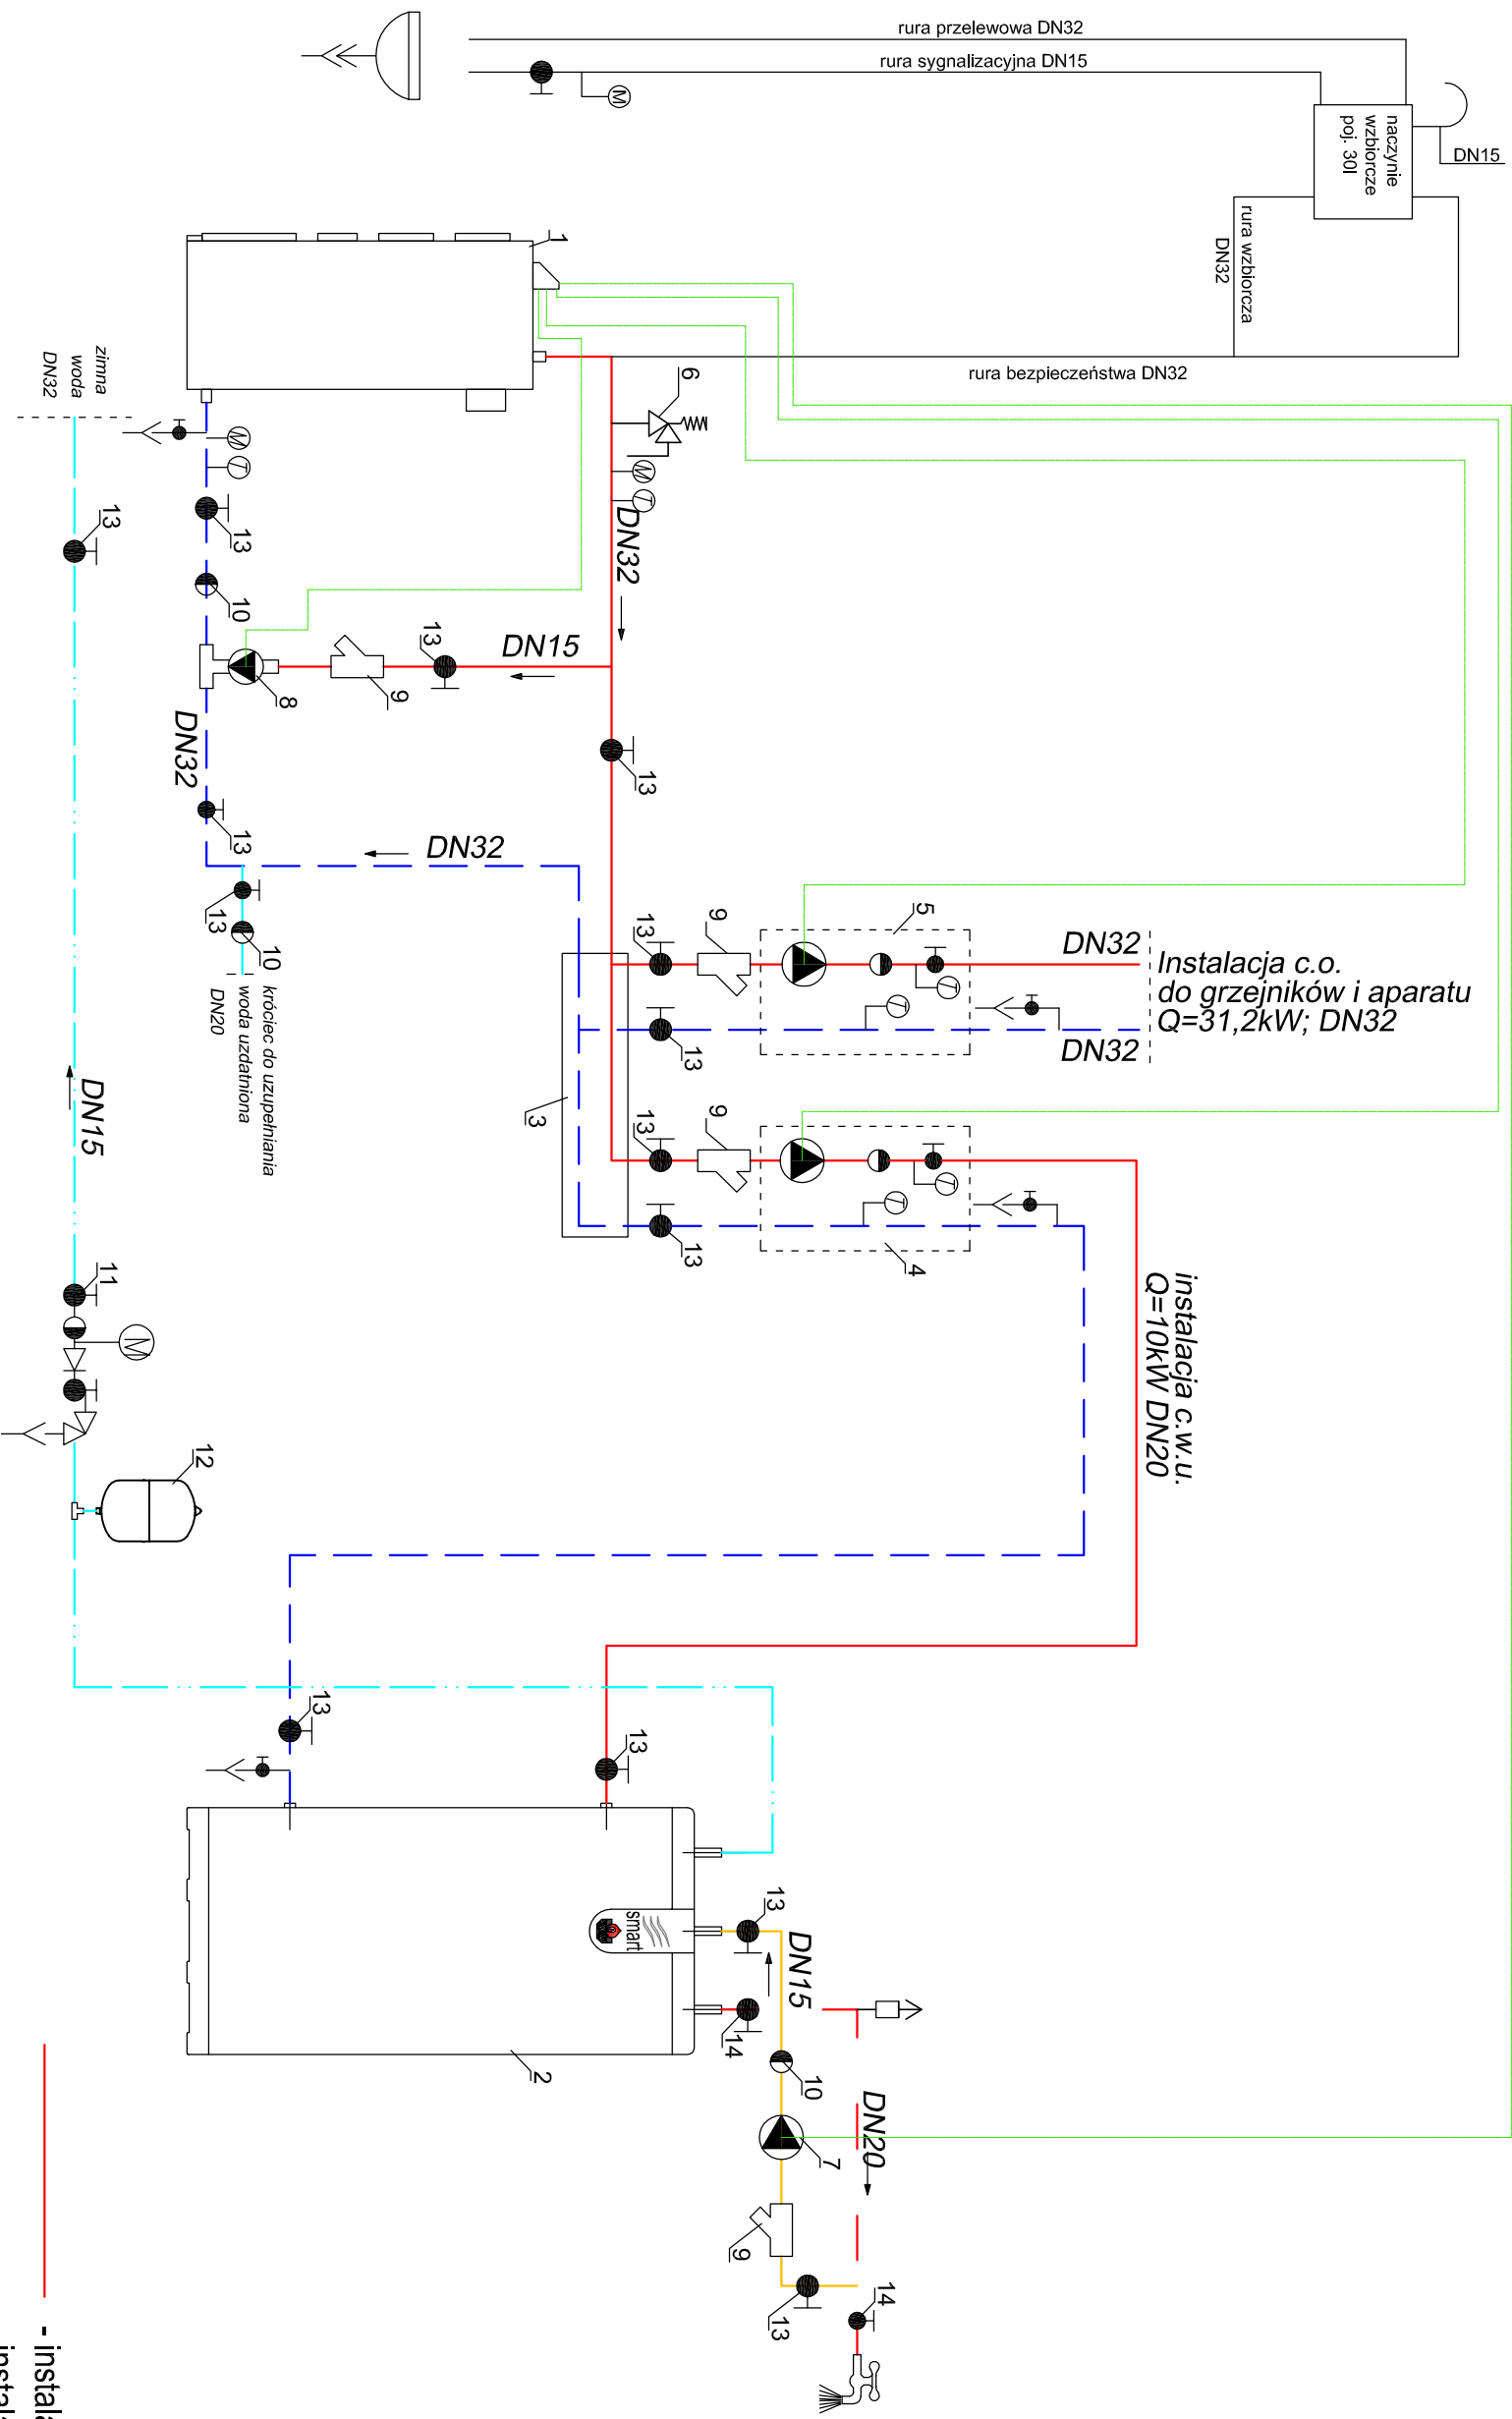 rura przelewowa DN32
rura sygnalizacyjna DN15
M
naczynie
wzbiorcze
poj. 30l
DN15
rura wzbiorcza
DN32
rura bezpieczeństwa DN32
1
6
M
T
DN32
zimna
woda
DN32
M
T
13
13
10
8
9
13
DN15
13
DN32
13
DN32
13
10
króciec do uzupełniania
woda uzdatniona
DN20
5
9
13
13
T
T
DN32
DN32
Instalacja c.o.
do grzejników i aparatu
Q=31,2kW; DN32
3
9
13
13
T
T
4
instalacja c.w.u.
Q=10kW DN20
DN15
11
M
12
13
13
smart
2
13
DN15
14
10
DN20
7
9
13
14